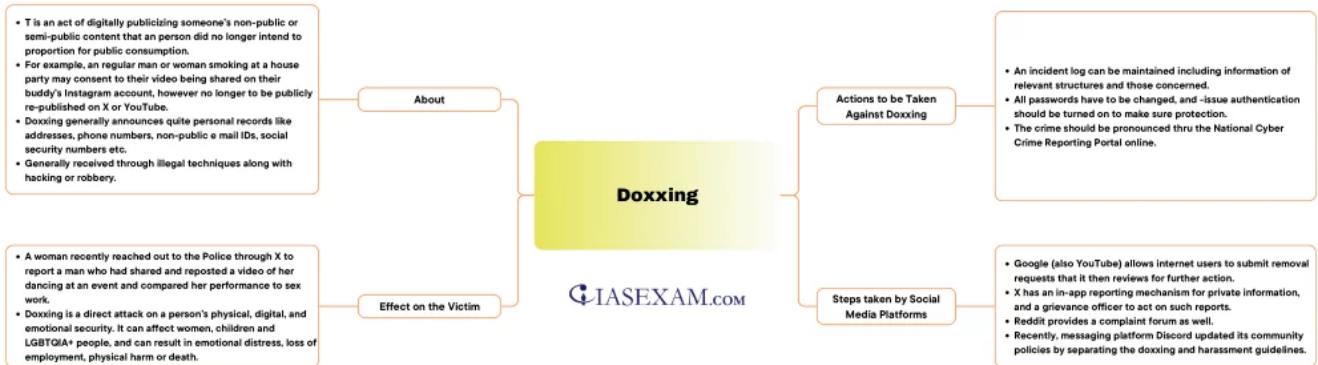 • T is an act of digitally publicizing someone's non-public or
semi-public content that an person did no longer intend to
proportion for public consumption.
• For example, an regular man or woman smoking at a house
party may consent to their video being shared on their
buddy's Instagram account, however no longer to be publicly
re-published on X or YouTube.
• Doxxing generally announces quite personal records like
addresses, phone numbers, non-public e mail IDs, social
security numbers etc.
• Generally received through illegal techniques along with
hacking or robbery.
About
• A woman recently reached out to the Police through X to
report a man who had shared and reposted a video of her
dancing at an event and compared her performance to sex
work.
• Doxxing is a direct attack on a person's physical, digital, and
emotional security. It can affect women, children and
LGBTQIA+ people, and can result in emotional distress, loss of
employment, physical harm or death.
Effect on the Victim
Doxxing
IASEXAM.COM
Actions to be Taken
Against Doxxing
• An incident log can be maintained including information of
relevant structures and those concerned.
• All passwords have to be changed, and -issue authentication
should be turned on to make sure protection.
• The crime should be pronounced thru the National Cyber
Crime Reporting Portal online.
Steps taken by Social
Media Platforms
• Google (also YouTube) allows internet users to submit removal
requests that it then reviews for further action.
• X has an in-app reporting mechanism for private information,
and a grievance officer to act on such reports.
• Reddit provides a complaint forum as well.
• Recently, messaging platform Discord updated its community
policies by separating the doxxing and harassment guidelines.